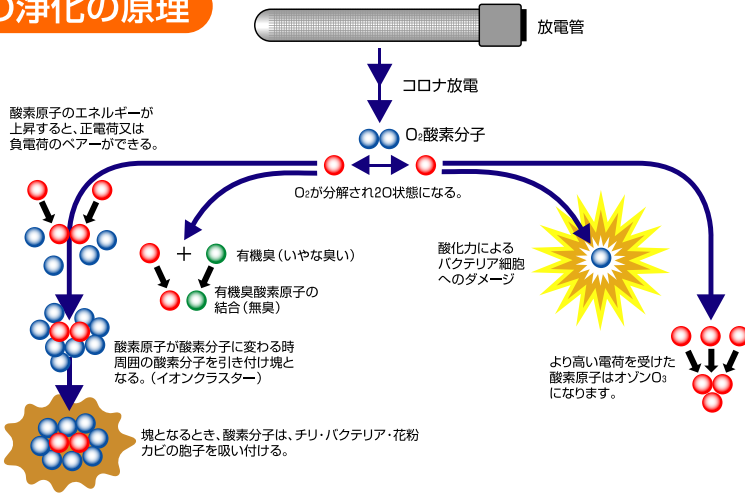 の浄化の原理
放電管
コロナ放電
O₂酸素分子
酸素原子のエネルギーが
上昇すると、正電荷又は
負電荷のペアーができる。
O₂が分解され2O状態になる。
+
有機臭(いやな臭い)
有機臭酸素原子の
結合(無臭)
酸化力による
バクテリア細胞
へのダメージ
酸素原子が酸素分子に変わる時
周囲の酸素分子を引き付け塊と
なる。(イオンクラスター)
より高い電荷を受けた
酸素原子はオゾンO₃
になります。
塊となるとき、酸素分子は、チリ・バクテリア・花粉
カビの胞子を吸い付ける。